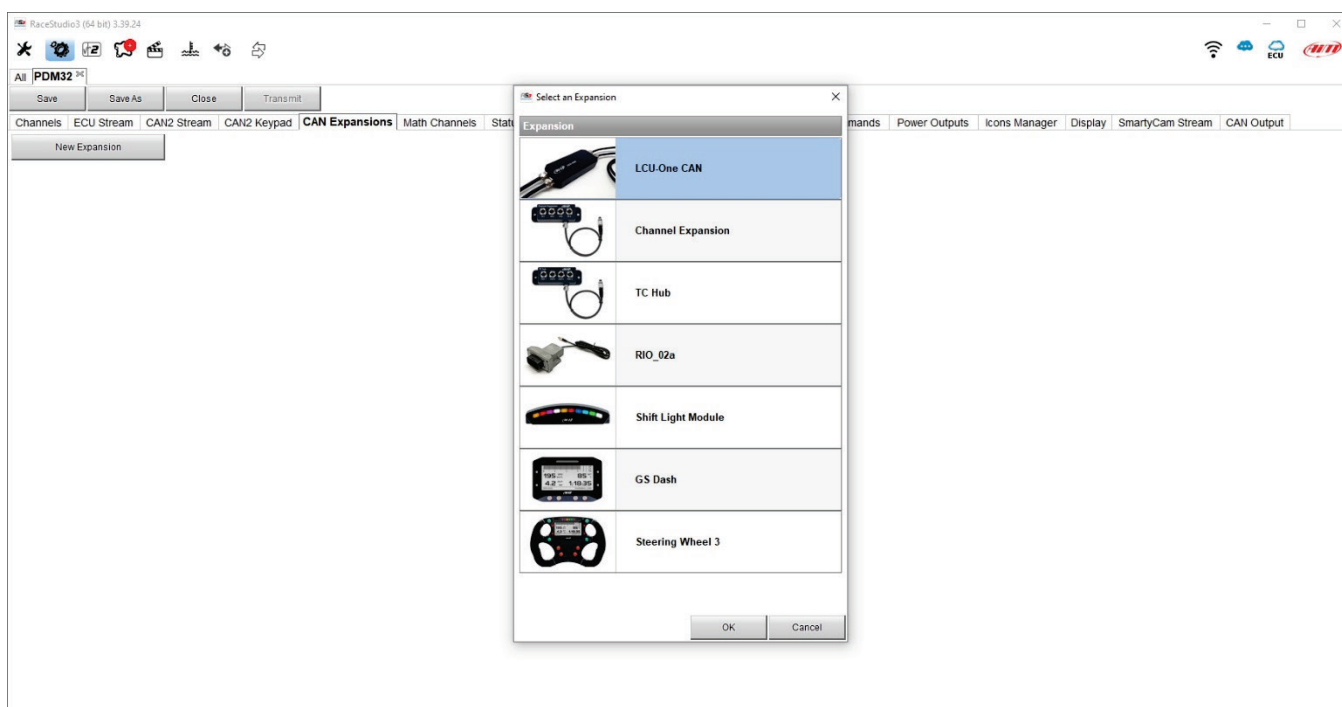 RaceStudio3 (64 bit) 3.39.24
ECU
AiM
All PDM32
Save Save As Close Transmit
Channels ECU Stream CAN2 Stream CAN2 Keypad CAN Expansions Math Channels Statu
mands Power Outputs Icons Manager Display SmartyCam Stream CAN Output
New Expansion
Select an Expansion
Expansion
LCU-One CAN
Channel Expansion
TC Hub
RIO_02a
Shift Light Module
GS Dash
Steering Wheel 3
OK Cancel